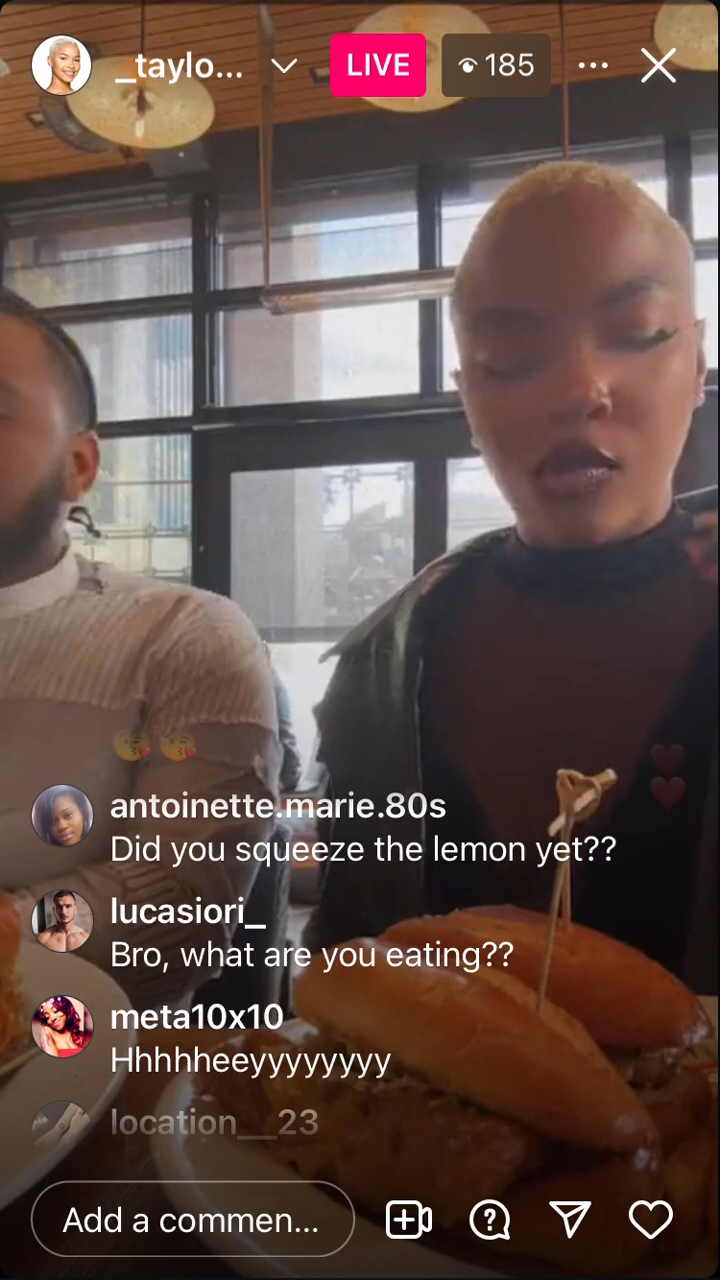 _taylo...
LIVE
185
antoinette.marie.80s
Did you squeeze the lemon yet??
lucasiori_
Bro, what are you eating??
meta10x10
Hhhhheeyyyyyyyy
location__23
Add a commen...